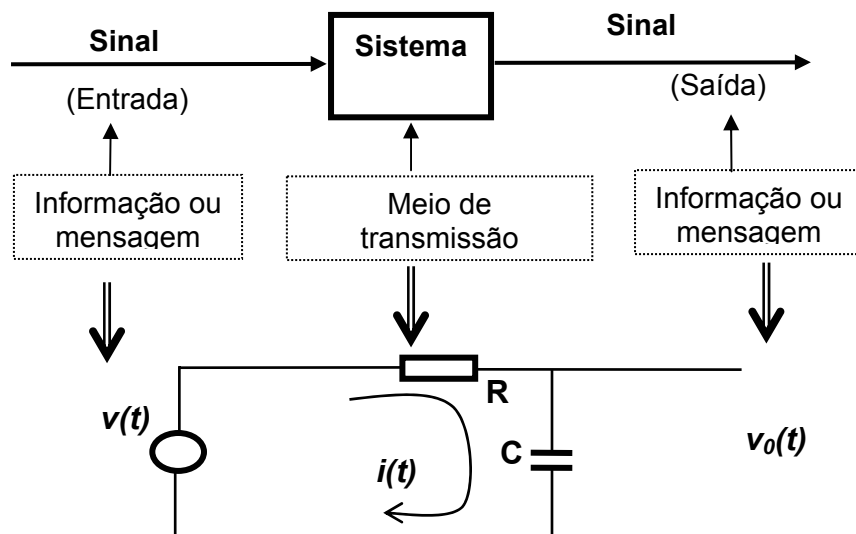 Sinal
Sistema
Sinal
(Entrada)
(Saída)
Informação ou
mensagem
Meio de
transmissão
Informação ou
mensagem
R
v(t)
C
i(t)
v₀(t)